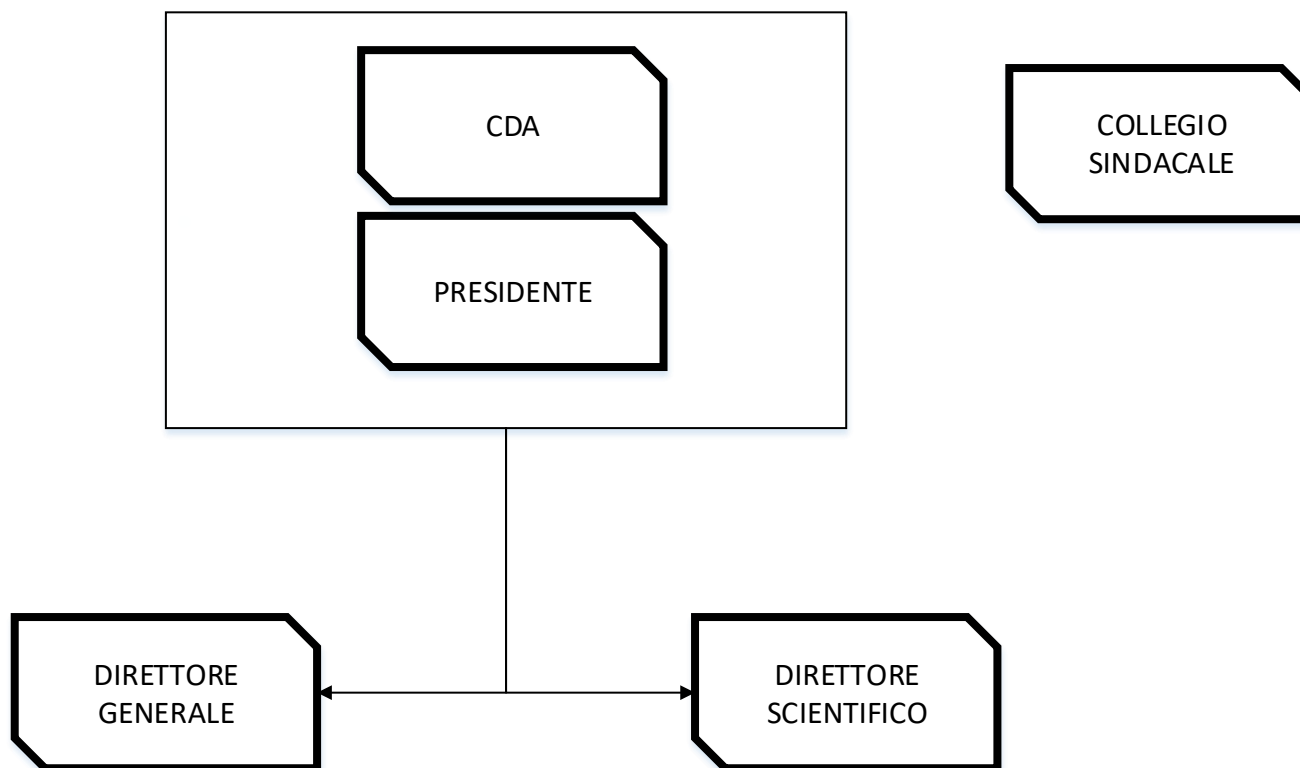 CDA
COLLEGIO
SINDACALE
PRESIDENTE
DIRETTORE
GENERALE
DIRETTORE
SCIENTIFICO